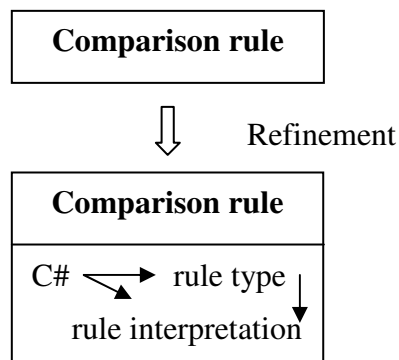 Comparison rule
Refinement
Comparison rule
C# rule type
rule interpretation